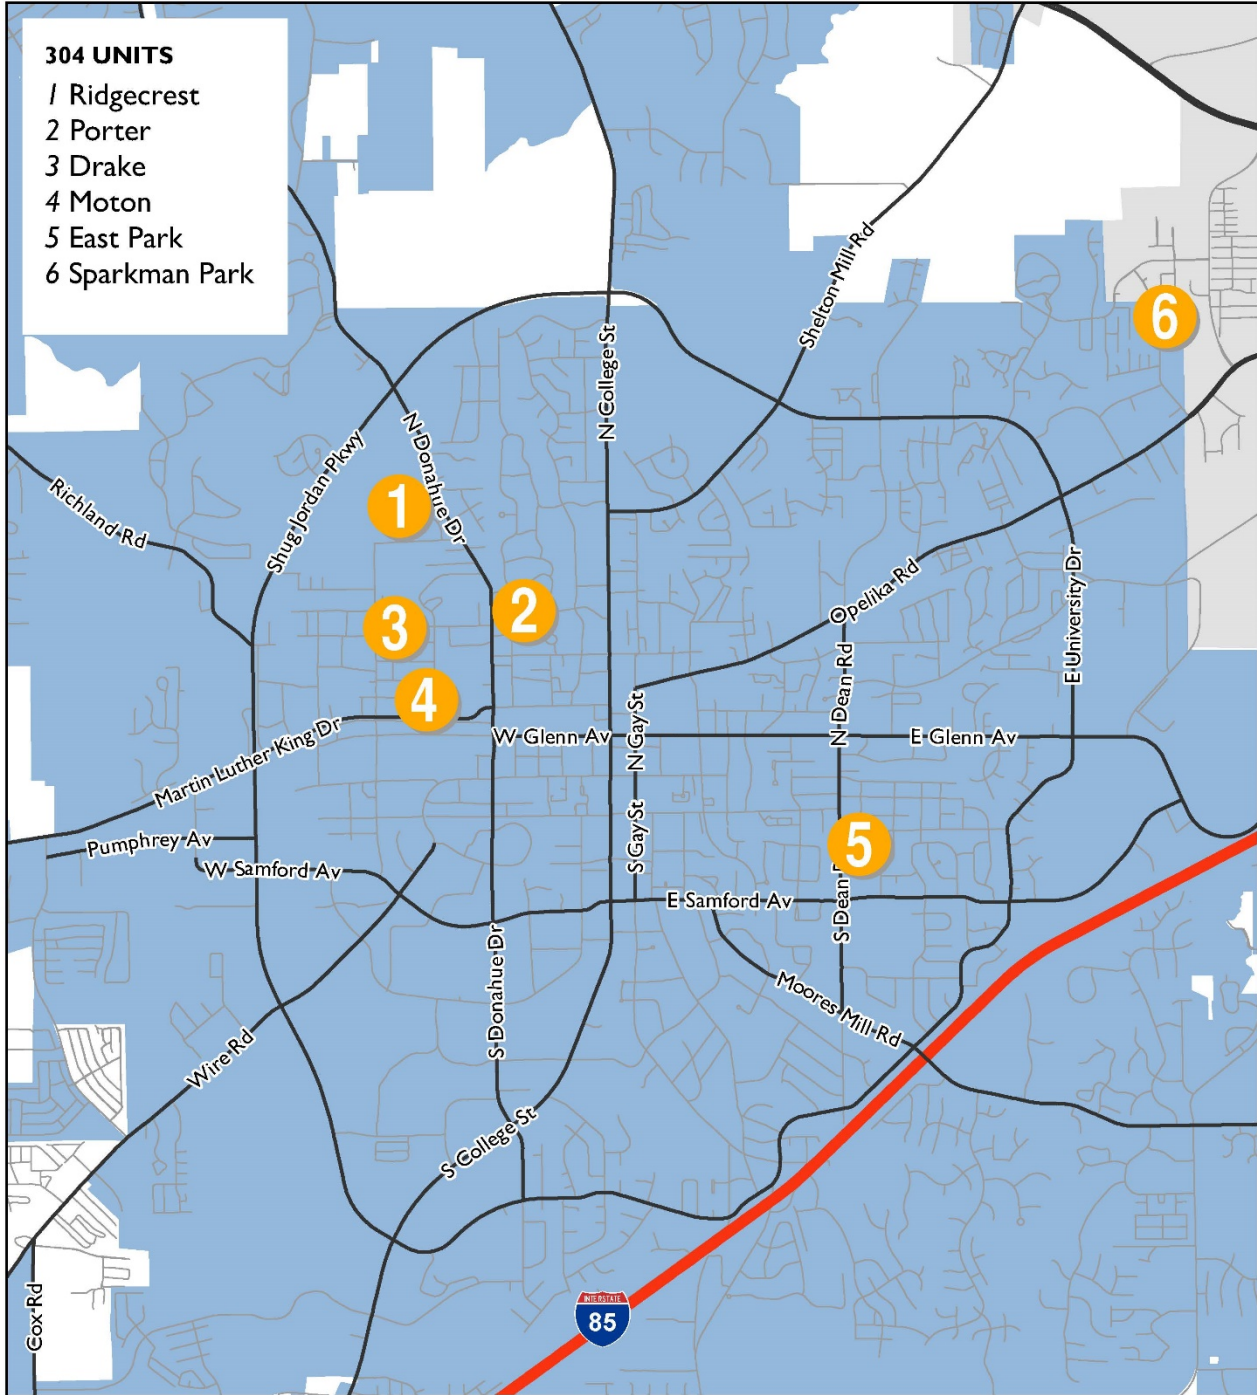 304 UNITS
1 Ridgecrest
2 Porter
3 Drake
4 Moton
5 East Park
6 Sparkman Park
Shelton Mill Rd
6
N College St
N Donahue Dr
Shug Jordan Pkwy
1
Richland Rd
Opelika Rd
E University Dr
2
3
4
N Dean Rd
N Gay St
W Glenn Av
E Glenn Av
Martin Luther King Dr
Pumphrey Av
S Gay St
5
W Samford Av
E Samford Av
S Dean
S Donahue Dr
Moores Mill Rd
Wire Rd
S College St
INTERSTATE
85
Cox Rd